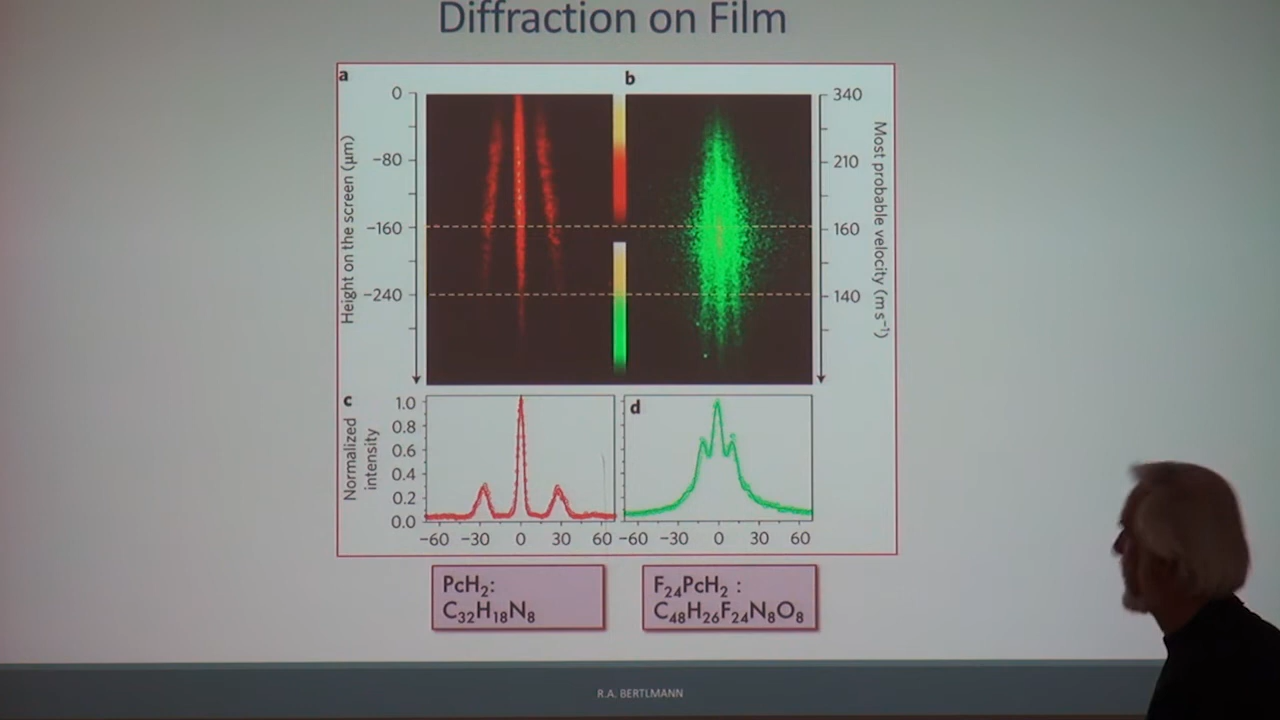 Diffraction on Film
a
b
0
−80
−160
−240
Height on the screen (μm)
340
210
160
140
Most probable velocity (m s⁻¹)
c
d
1.0
0.8
0.6
0.4
0.2
0.0
Normalized
intensity
−60 −30 0 30 60
−60 −30 0 30 60
PcH₂:
C₃₂H₁₈N₈
F₂₄PcH₂ :
C₄₈H₂₆F₂₄N₈O₈
R.A. BERTLMANN